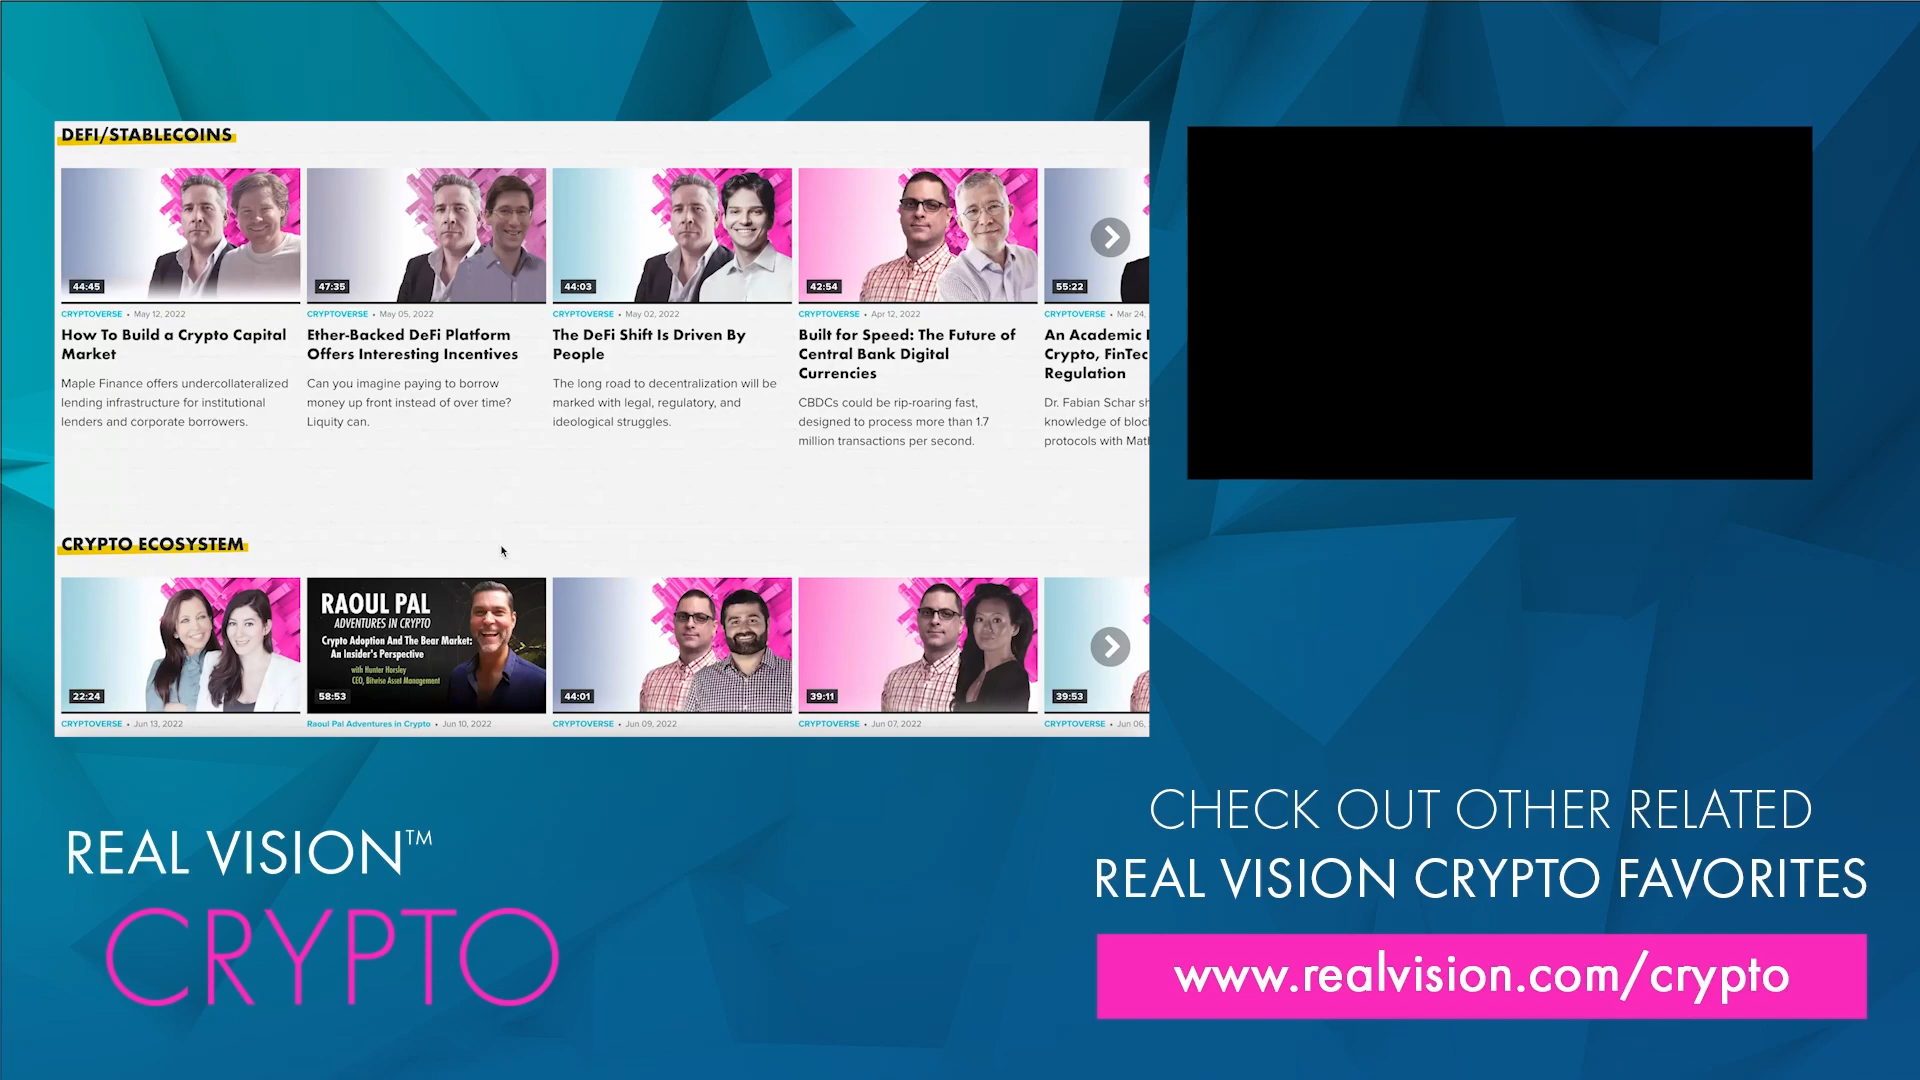 DEFI/STABLECOINS
44:45
47:35
44:03
42:54
55:22
CRYPTOVERSE • May 12, 2022
How To Build a Crypto Capital
Market
Maple Finance offers undercollateralized
lending infrastructure for institutional
lenders and corporate borrowers.
CRYPTOVERSE • May 05, 2022
Ether-Backed DeFi Platform
Offers Interesting Incentives
Can you imagine paying to borrow
money up front instead of over time?
Liquity can.
CRYPTOVERSE • May 02, 2022
The DeFi Shift Is Driven By
People
The long road to decentralization will be
marked with legal, regulatory, and
ideological struggles.
CRYPTOVERSE • Apr 12, 2022
Built for Speed: The Future of
Central Bank Digital
Currencies
CBDCs could be rip-roaring fast,
designed to process more than 1.7
million transactions per second.
CRYPTOVERSE • Mar 24,
An Academic
Crypto, FinTec
Regulation
Dr. Fabian Schar sh
knowledge of bloc
protocols with Mat
CRYPTO ECOSYSTEM
22:24
RAOUL PAL
ADVENTURES IN CRYPTO
Crypto Adoption And The Bear Market:
An Insider's Perspective
with Hunter Horsley
CEO, Bitwise Asset Management
58:53
44:01
39:11
39:53
CRYPTOVERSE • Jun 13, 2022
Raoul Pal Adventures in Crypto • Jun 10, 2022
CRYPTOVERSE • Jun 09, 2022
CRYPTOVERSE • Jun 07, 2022
CRYPTOVERSE • Jun 06,
REAL VISION™
CRYPTO
CHECK OUT OTHER RELATED
REAL VISION CRYPTO FAVORITES
www.realvision.com/crypto